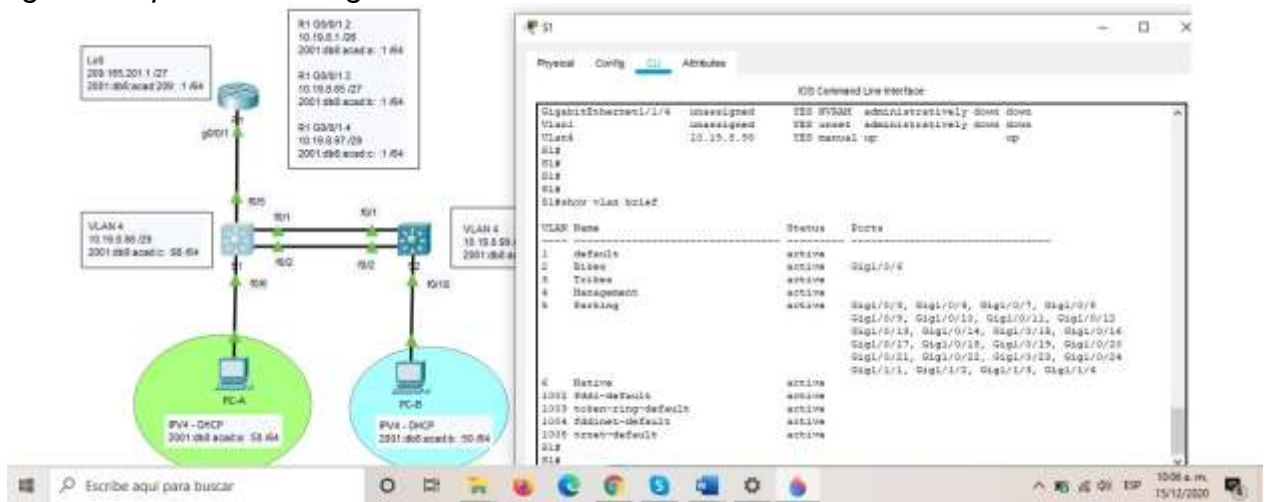 R1 G0/0/1.2
10.19.8.1 /26
2001:db8:acad:a: :1 /64
R1 G0/0/1.3
10.19.8.65 /27
2001:db8:acad:b: :1 /64
R1 G0/0/1.4
10.19.8.97 /29
2001:db8:acad:c: :1 /64
Lo0
209.165.201.1 /27
2001:db8:acad:209: :1 /64
g0/0/1
f0/5
f0/1
f0/1
f0/2
f0/2
VLAN 4
10.19.8.98 /29
2001:db8:acad:c: :98 /64
VLAN 4
10.19.8.99
S1
S2
f0/6
f0/18
PC-A
IPV4 - DHCP
2001:db8:acad:a: :50 /64
PC-B
IPV4 - DHCP
2001:db8:acad:b: :50 /64
S1
Physical Config CLI Attributes
IOS Command Line Interface
GigabitEthernet1/1/4 unassigned YES NVRAM administratively down down
Vlan1 unassigned YES unset administratively down down
Vlan4 10.19.8.98 YES manual up up
S1#
S1#
S1#
S1#
S1#show vlan brief
VLAN Name Status Ports
1 default active
2 Bikes active Gig1/0/6
3 Trikes active
4 Management active
5 Parking active
Gig1/0/9, Gig1/0/10, Gig1/0/11, Gig1/0/12
Gig1/0/13, Gig1/0/14, Gig1/0/15, Gig1/0/16
Gig1/0/17, Gig1/0/18, Gig1/0/19, Gig1/0/20
Gig1/0/21, Gig1/0/22, Gig1/0/23, Gig1/0/24
Gig1/1/1, Gig1/1/2, Gig1/1/3, Gig1/1/4
6 Native active
1002 fddi-default active
1003 token-ring-default active
1004 fddinet-default active
1005 trnet-default active
S1#
S1#
Escribe aquí para buscar
ESP
10:06 a. m.
15/12/2020